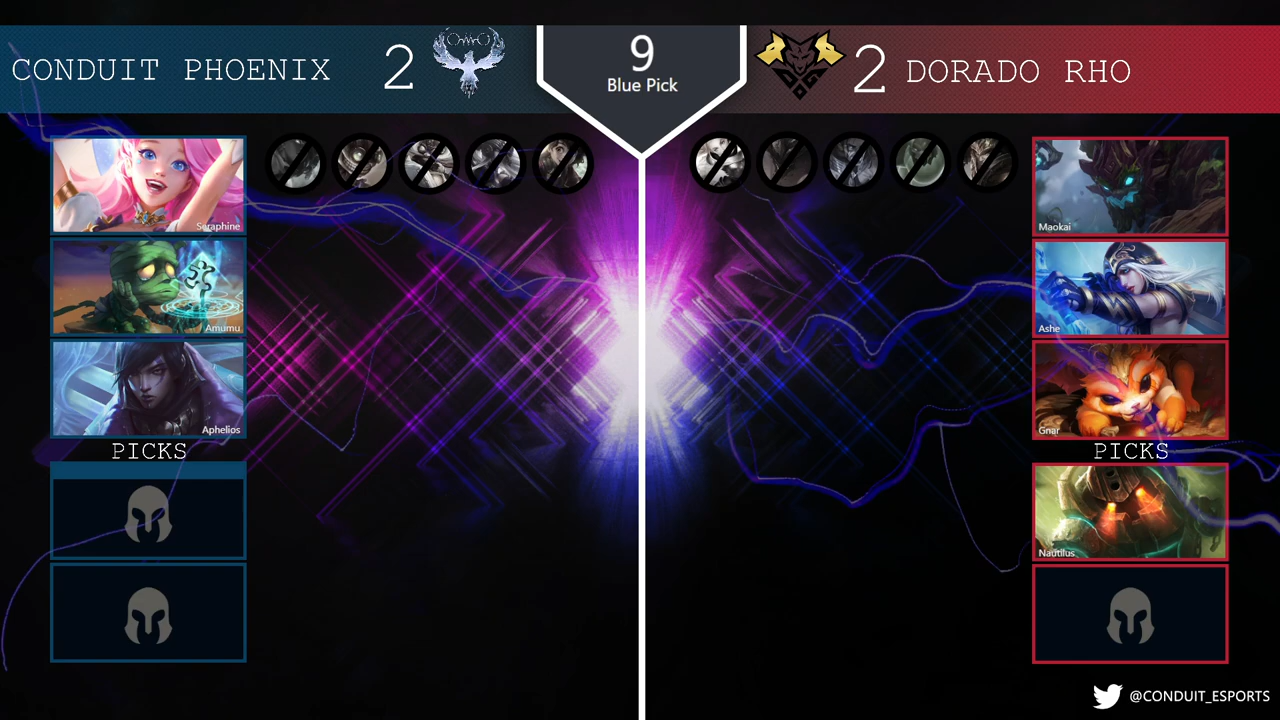 CONDUIT PHOENIX
2
9
Blue Pick
2
DORADO RHO
Seraphine
Amumu
Aphelios
PICKS
Maokai
Ashe
Gnar
PICKS
Nautilus
@CONDUIT_ESPORTS